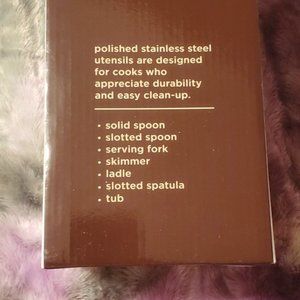 polished stainless steel
utensils are designed
for cooks who
appreciate durability
and easy clean-up.
• solid spoon
• slotted spoon
• serving fork
• skimmer
• ladle
• slotted spatula
• tub